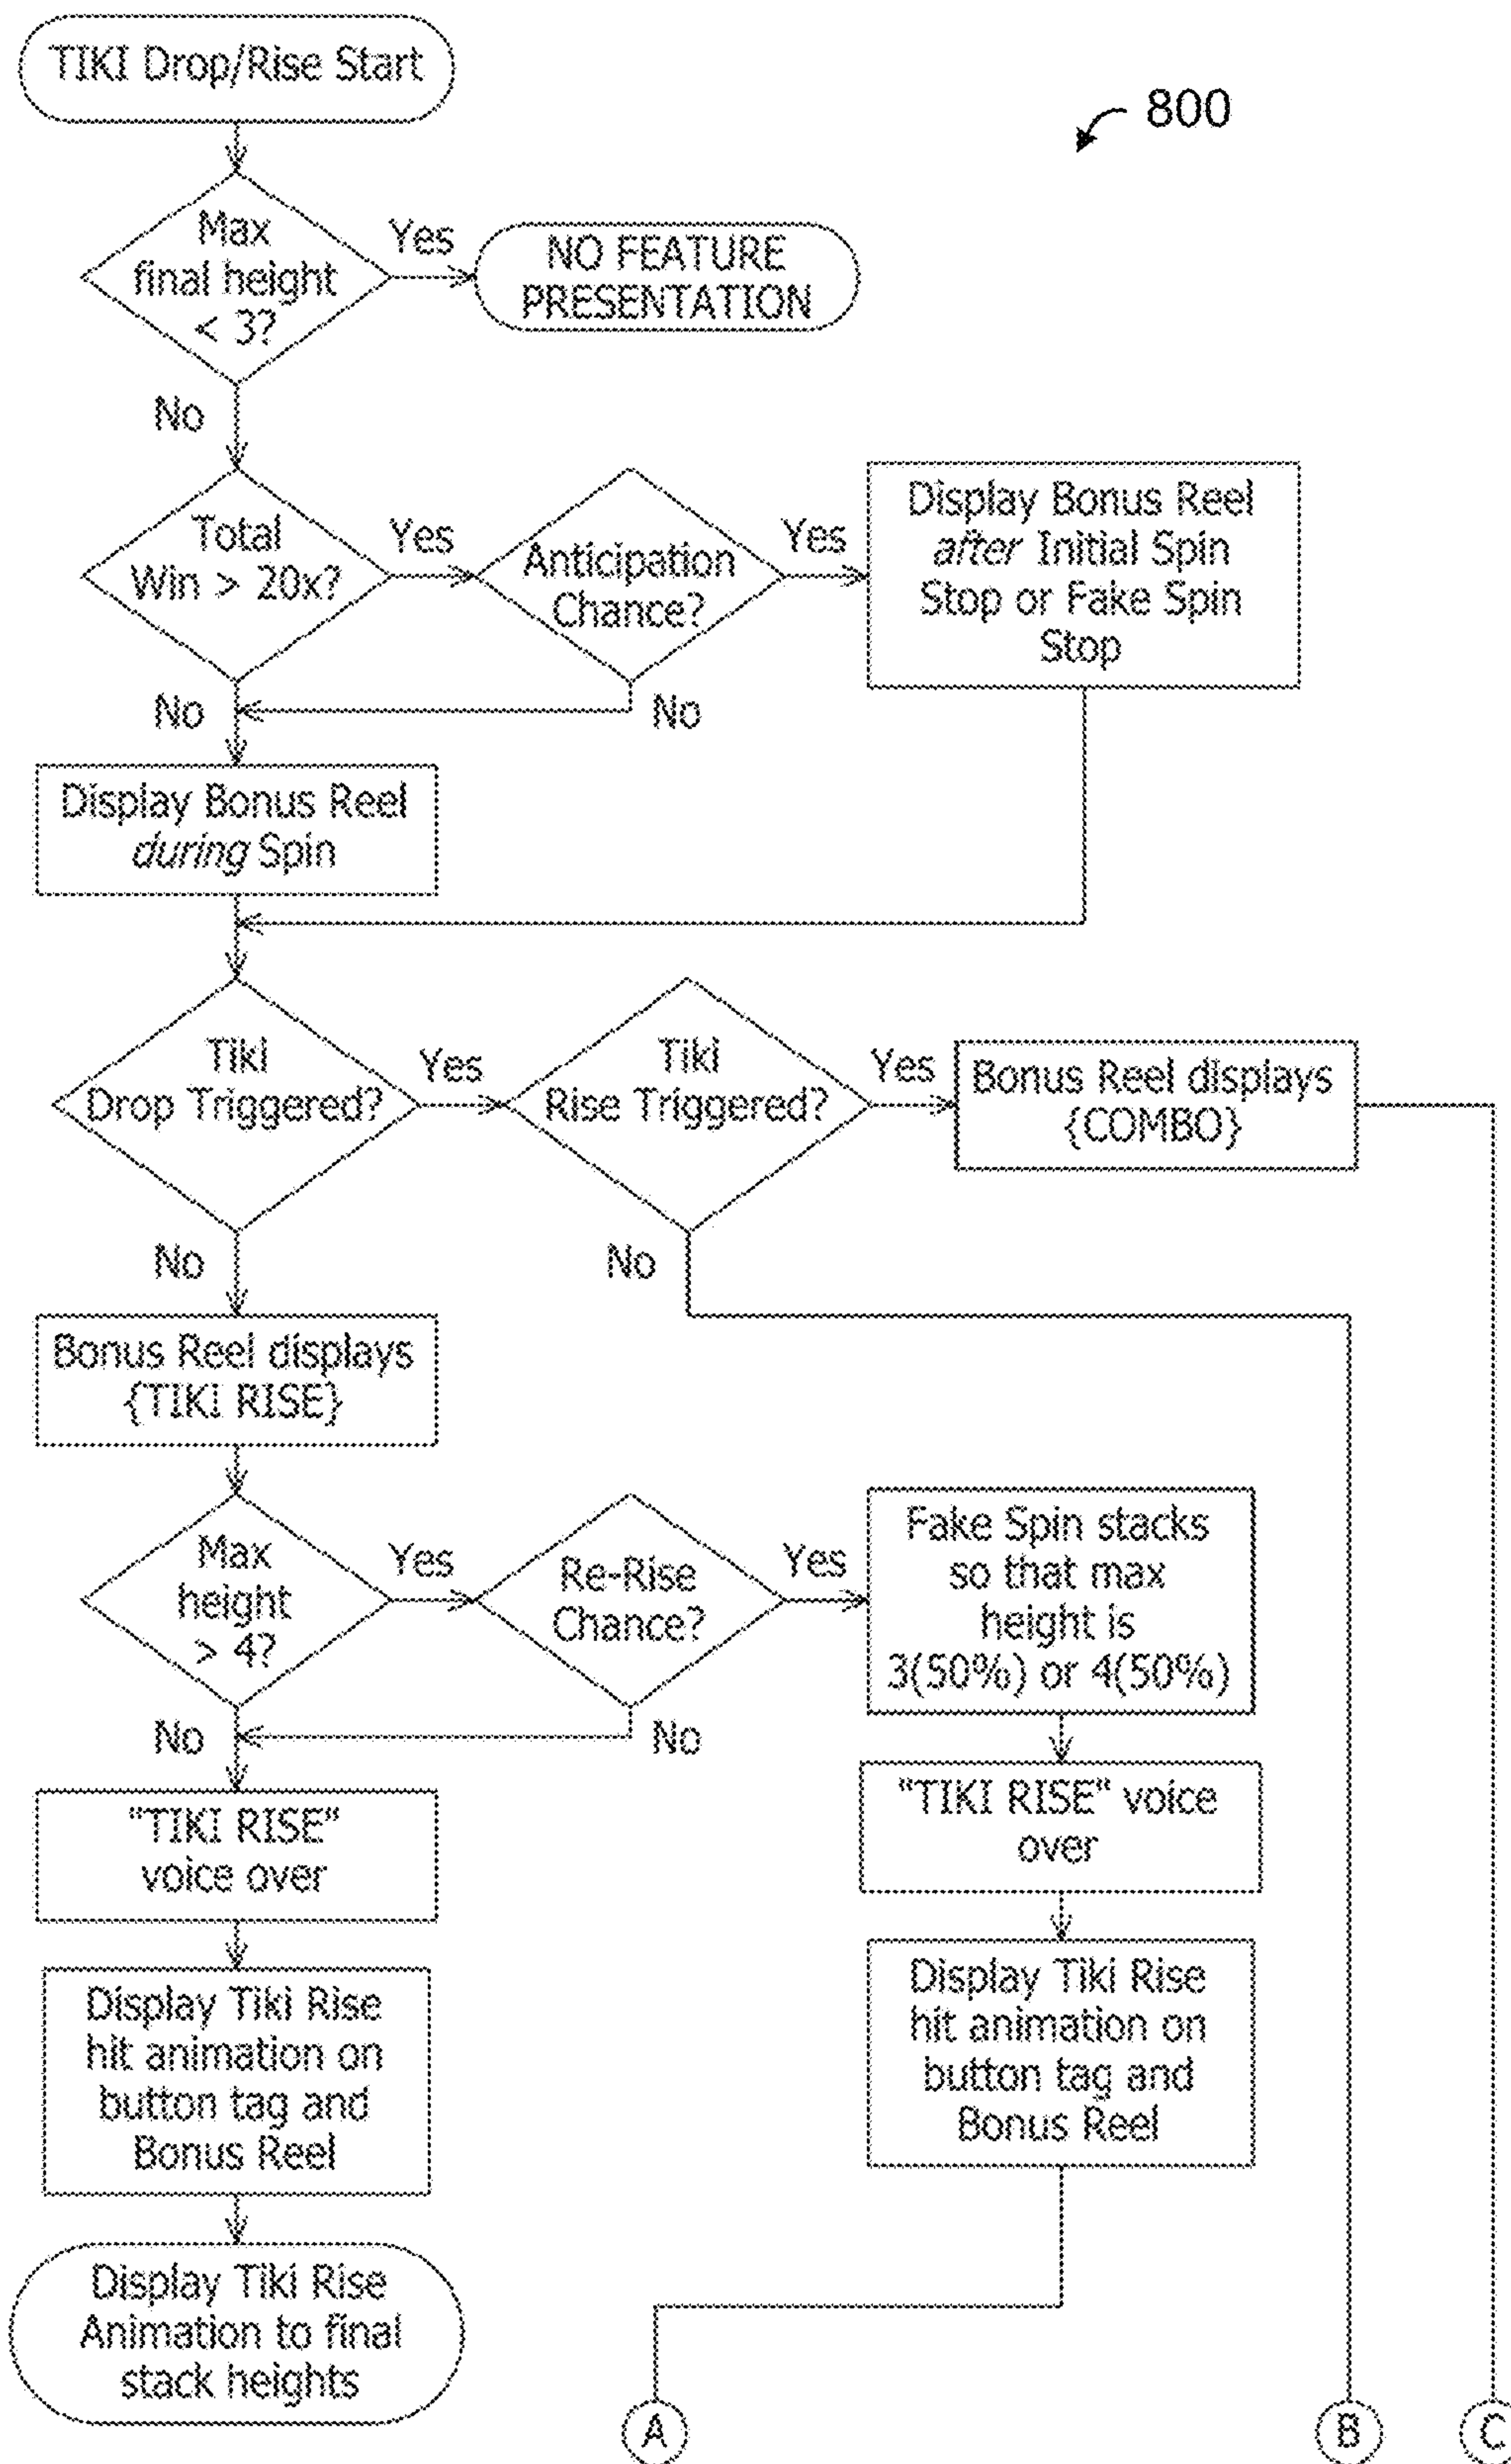 TIKI Drop/Rise Start
800
Max
final height
< 3?
Yes
NO FEATURE
PRESENTATION
No
Total
Win > 20x?
Yes
Anticipation
Chance?
Yes
Display Bonus Reel
after Initial Spin
Stop or Fake Spin
Stop
No
No
Display Bonus Reel
during Spin
Tiki
Drop Triggered?
Yes
Tiki
Rise Triggered?
Yes
Bonus Reel displays
{COMBO}
No
No
Bonus Reel displays
{TIKI RISE}
Max
height
> 4?
Yes
Re-Rise
Chance?
Yes
Fake Spin stacks
so that max
height is
3(50%) or 4(50%)
No
No
"TIKI RISE"
voice over
"TIKI RISE" voice
over
Display Tiki Rise
hit animation on
button tag and
Bonus Reel
Display Tiki Rise
hit animation on
button tag and
Bonus Reel
Display Tiki Rise
Animation to final
stack heights
A
B
C